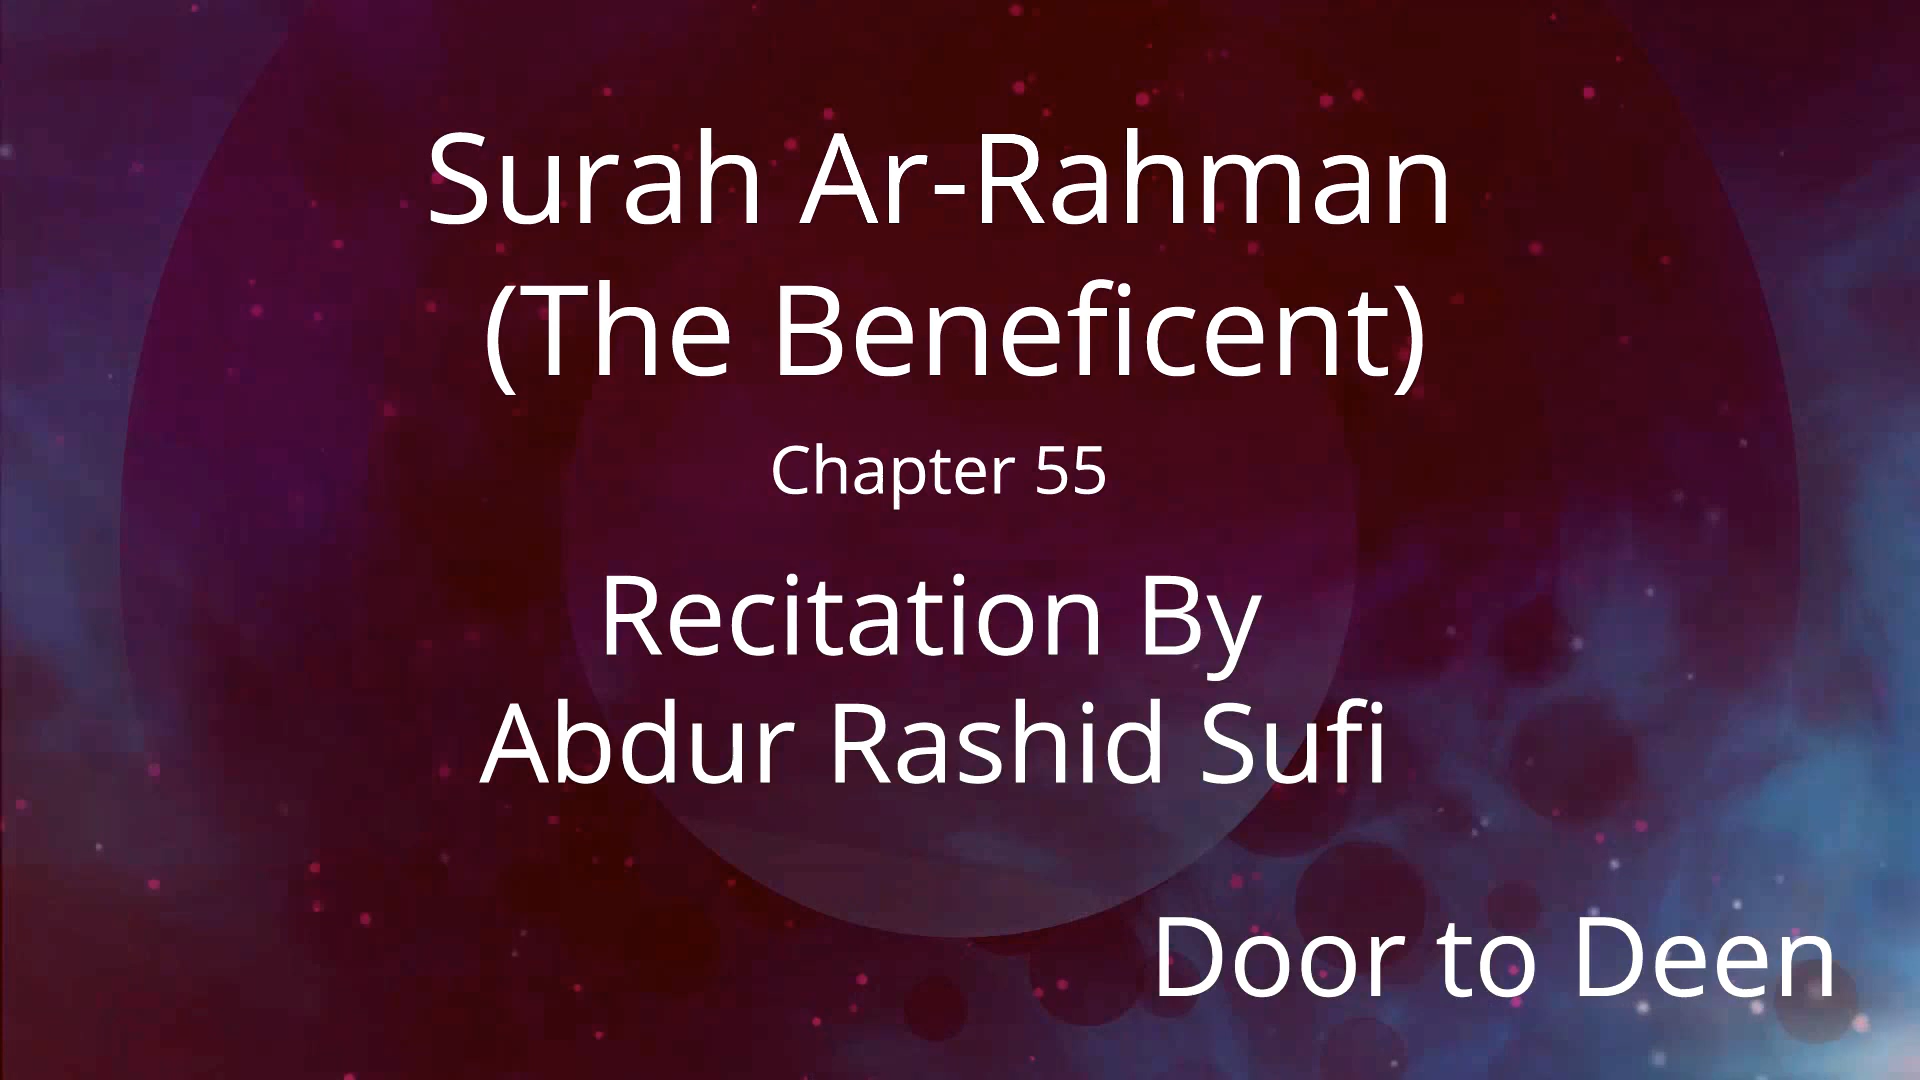 Surah Ar-Rahman
(The Beneficent)
Chapter 55
Recitation By
Abdur Rashid Sufi
Door to Deen